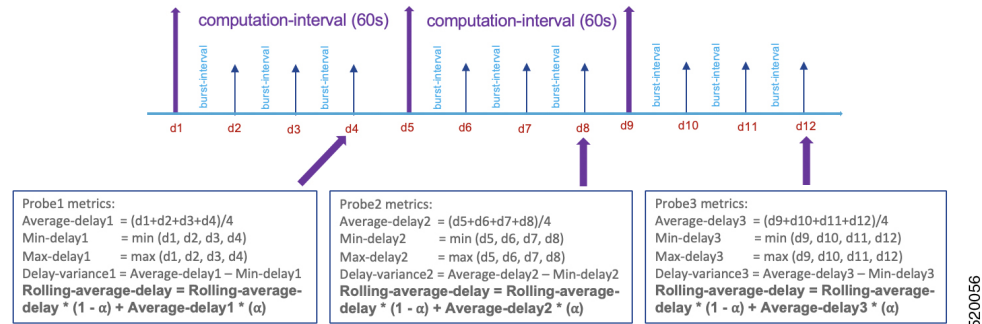 computation-interval (60s)
computation-interval (60s)
burst-interval
burst-interval
burst-interval
burst-interval
burst-interval
burst-interval
burst-interval
burst-interval
burst-interval
d1
d2
d3
d4
d5
d6
d7
d8
d9
d10
d11
d12
Probe1 metrics:
Average-delay1 = (d1+d2+d3+d4)/4
Min-delay1 = min (d1, d2, d3, d4)
Max-delay1 = max (d1, d2, d3, d4)
Delay-variance1 = Average-delay1 – Min-delay1
Rolling-average-delay = Rolling-average-
delay * (1 - α) + Average-delay1 * (α)
Probe2 metrics:
Average-delay2 = (d5+d6+d7+d8)/4
Min-delay2 = min (d5, d6, d7, d8)
Max-delay2 = max (d5, d6, d7, d8)
Delay-variance2 = Average-delay2 – Min-delay2
Rolling-average-delay = Rolling-average-
delay * (1 - α) + Average-delay2 * (α)
Probe3 metrics:
Average-delay3 = (d9+d10+d11+d12)/4
Min-delay3 = min (d9, d10, d11, d12)
Max-delay3 = max (d9, d10, d11, d12)
Delay-variance3 = Average-delay3 – Min-delay3
Rolling-average-delay = Rolling-average-
delay * (1 - α) + Average-delay3 * (α)
520056